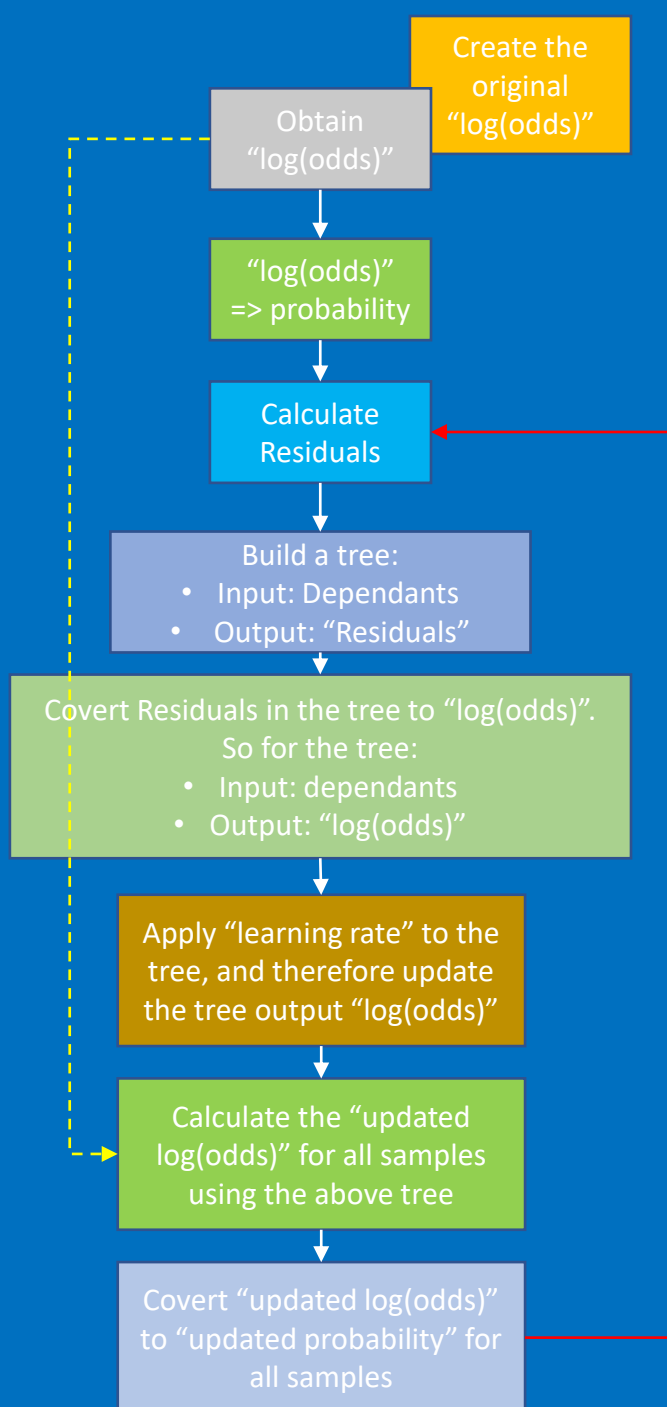 Create the
original
“log(odds)”
Obtain
“log(odds)”
“log(odds)”
=> probability
Calculate
Residuals
Build a tree:
• Input: Dependants
• Output: “Residuals”
Covert Residuals in the tree to “log(odds)”.
So for the tree:
• Input: dependants
• Output: “log(odds)”
Apply “learning rate” to the
tree, and therefore update
the tree output “log(odds)”
Calculate the “updated
log(odds)” for all samples
using the above tree
Covert “updated log(odds)”
to “updated probability” for
all samples